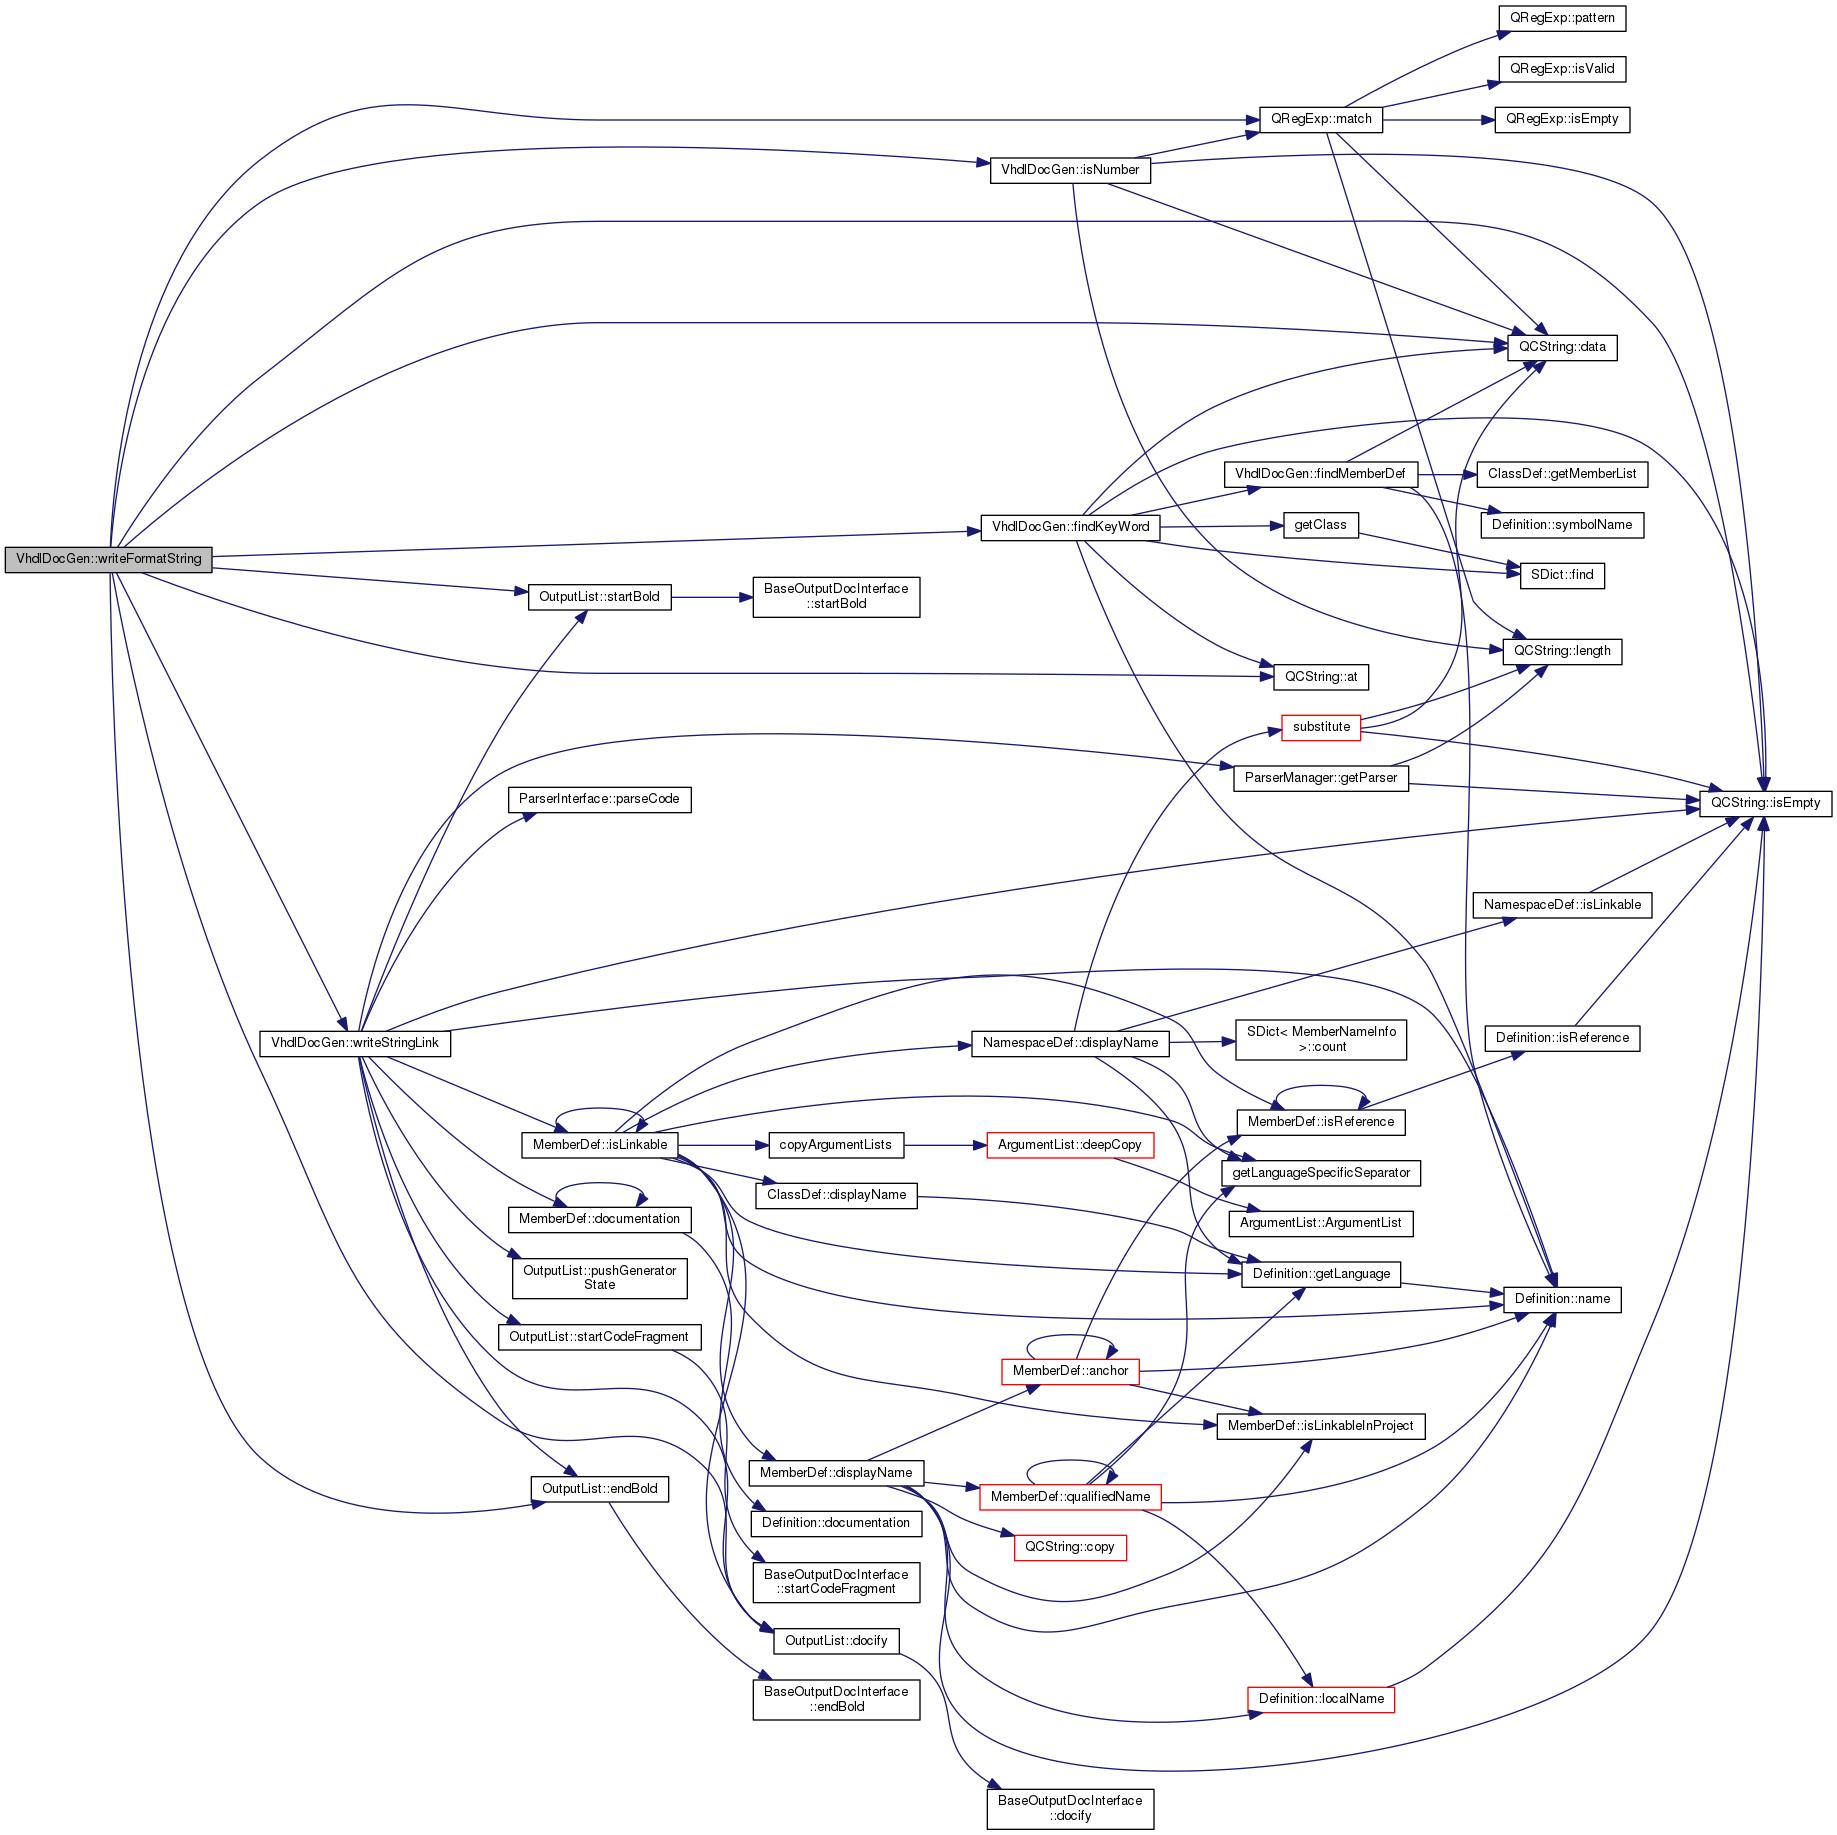 QRegExp::pattern
QRegExp::isValid
QRegExp::match
QRegExp::isEmpty
VhdlDocGen::isNumber
QCString::data
VhdlDocGen::findMemberDef
ClassDef::getMemberList
VhdlDocGen::findKeyWord
getClass
Definition::symbolName
VhdlDocGen::writeFormatString
SDict::find
OutputList::startBold
BaseOutputDocInterface
::startBold
QCString::length
QCString::at
substitute
ParserManager::getParser
ParserInterface::parseCode
QCString::isEmpty
NamespaceDef::isLinkable
VhdlDocGen::writeStringLink
NamespaceDef::displayName
SDict< MemberNameInfo
>::count
Definition::isReference
MemberDef::isReference
MemberDef::isLinkable
copyArgumentLists
ArgumentList::deepCopy
getLanguageSpecificSeparator
ClassDef::displayName
MemberDef::documentation
ArgumentList::ArgumentList
OutputList::pushGenerator
State
Definition::getLanguage
Definition::name
OutputList::startCodeFragment
MemberDef::anchor
MemberDef::isLinkableInProject
MemberDef::displayName
OutputList::endBold
MemberDef::qualifiedName
Definition::documentation
QCString::copy
BaseOutputDocInterface
::startCodeFragment
OutputList::docify
BaseOutputDocInterface
::endBold
Definition::localName
BaseOutputDocInterface
::docify